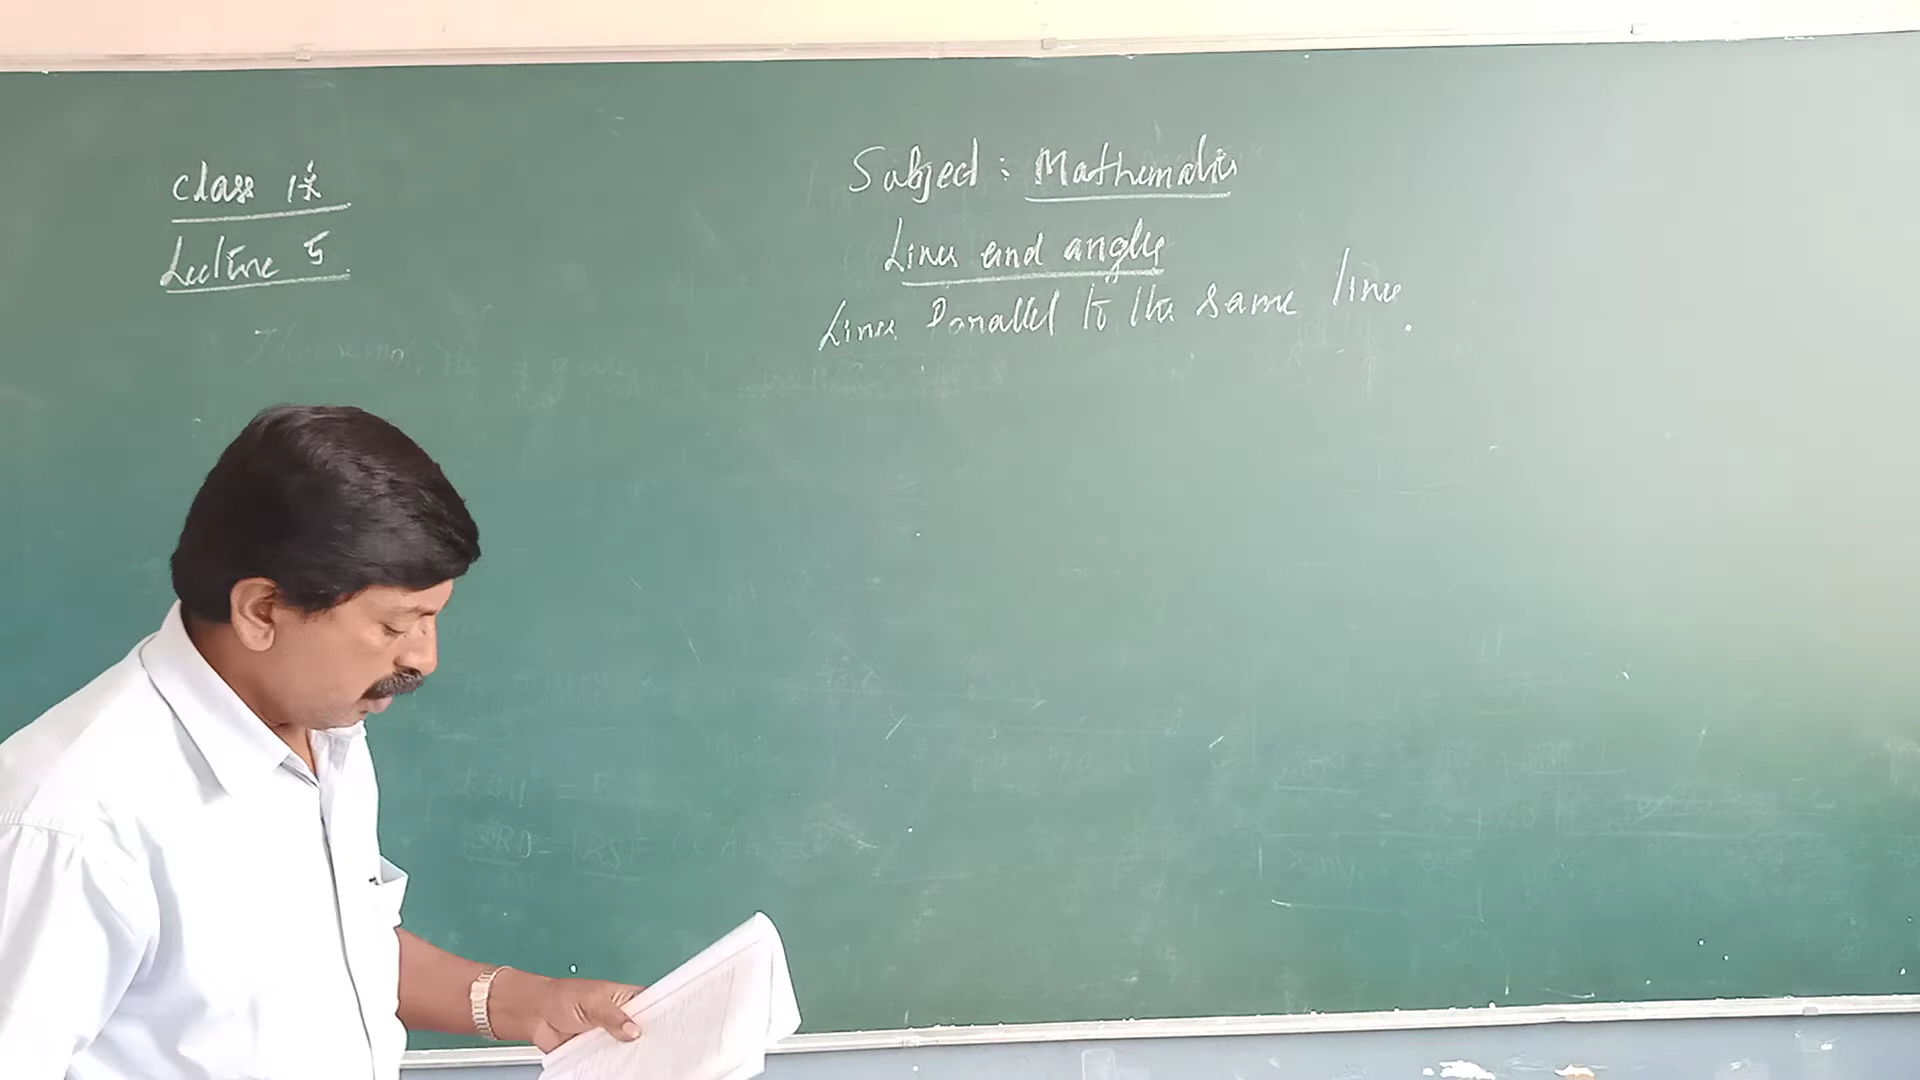 Class IX
Lecture 5.
Subject : Mathematics
Lines and angles
Lines Parallel to the same line.